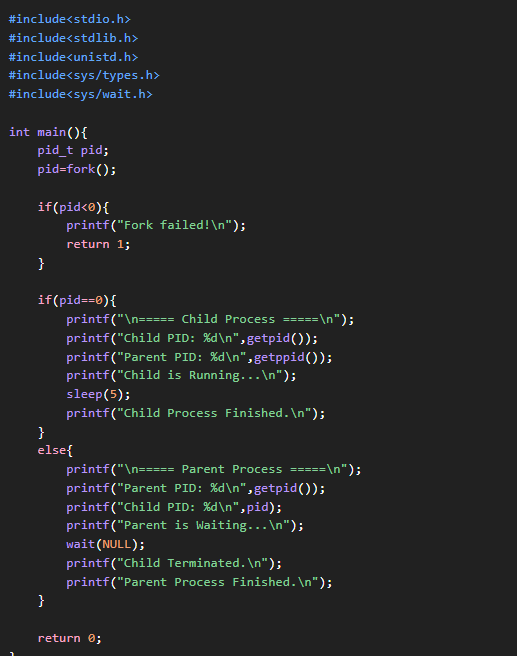 #include<stdio.h>
#include<stdlib.h>
#include<unistd.h>
#include<sys/types.h>
#include<sys/wait.h>

int main(){
    pid_t pid;
    pid=fork();

    if(pid<0){
        printf("Fork failed!\n");
        return 1;
    }

    if(pid==0){
        printf("\n===== Child Process =====\n");
        printf("Child PID: %d\n",getpid());
        printf("Parent PID: %d\n",getppid());
        printf("Child is Running...\n");
        sleep(5);
        printf("Child Process Finished.\n");
    }
    else{
        printf("\n===== Parent Process =====\n");
        printf("Parent PID: %d\n",getpid());
        printf("Child PID: %d\n",pid);
        printf("Parent is Waiting...\n");
        wait(NULL);
        printf("Child Terminated.\n");
        printf("Parent Process Finished.\n");
    }

    return 0;
}